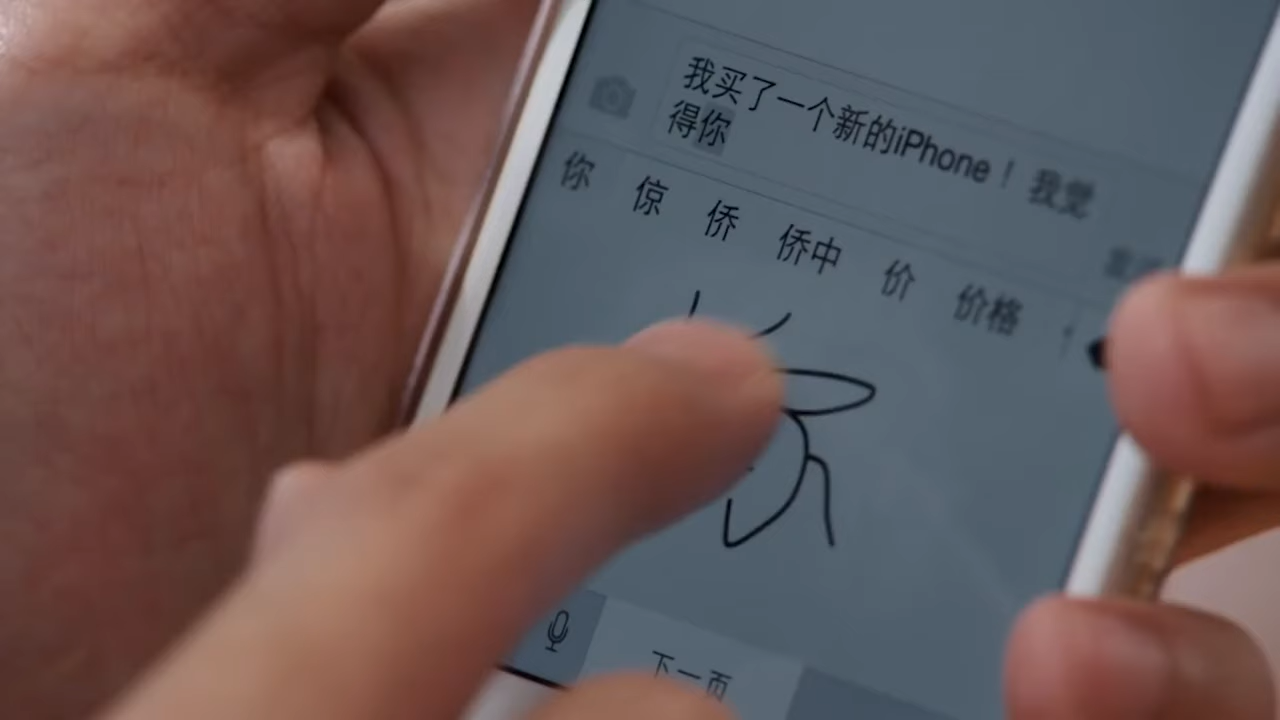 我买了一个新的iPhone！我觉
得你
你 惊 侨 侨中 价 价格
下一页